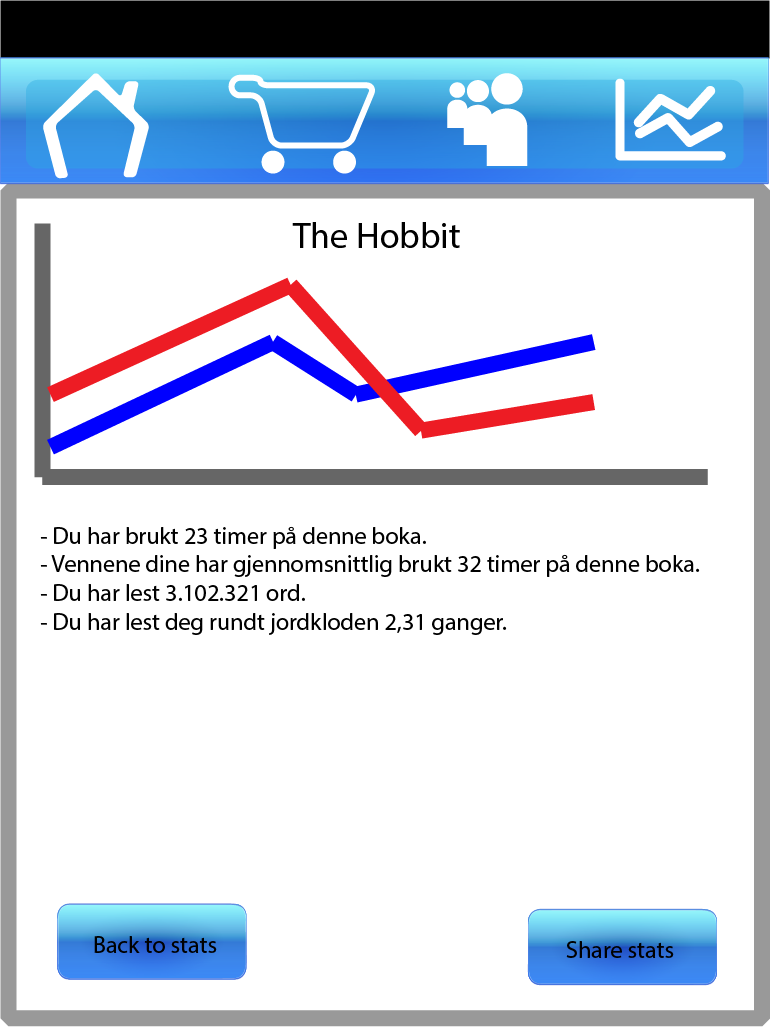 The Hobbit
- Du har brukt 23 timer på denne boka.
- Vennene dine har gjennomsnittlig brukt 32 timer på denne boka.
- Du har lest 3.102.321 ord.
- Du har lest deg rundt jordkloden 2,31 ganger.
Back to stats
Share stats